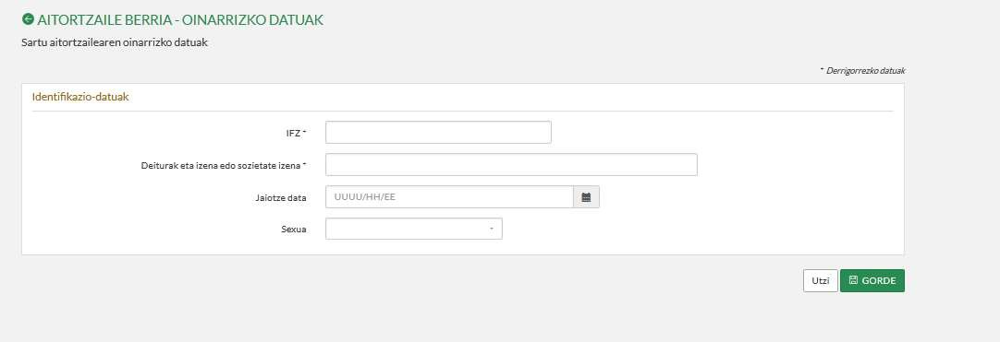 AITORTZAILE BERRIA - OINARRIZKO DATUAK
Sartu aitortzailearen oinarrizko datuak
* Derrigorrezko datuak
Identifikazio-datuak
IFZ *
Deiturak eta izena edo sozietate izena *
Jaiotze data UUUU/HH/EE
Sexua
Utzi GORDE